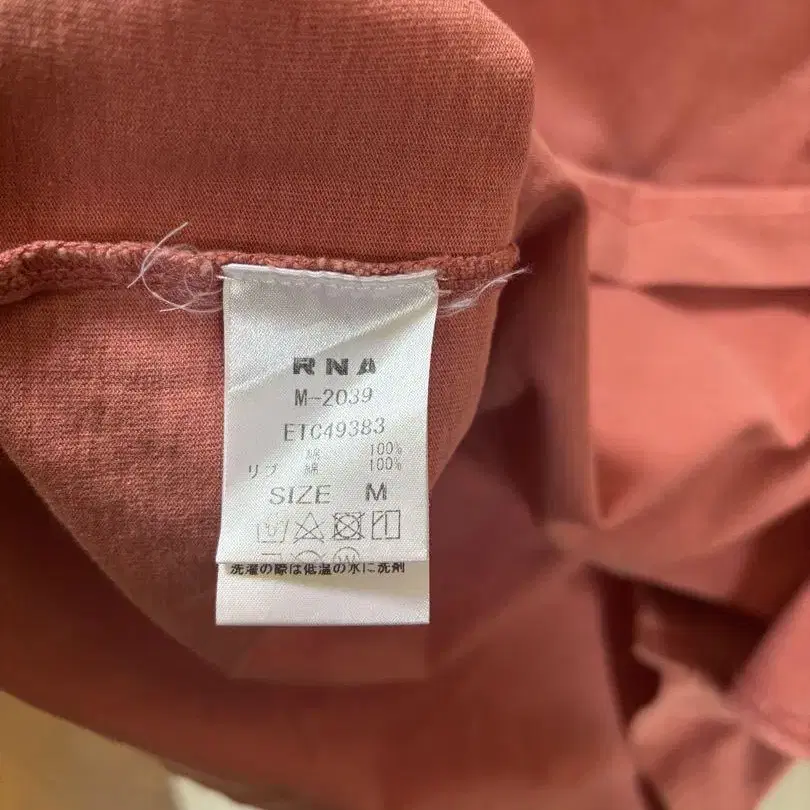 RNA
M-2039
ETC49383
綿 100%
リブ 綿 100%
SIZE M
洗濯の際は低温の水に洗剤